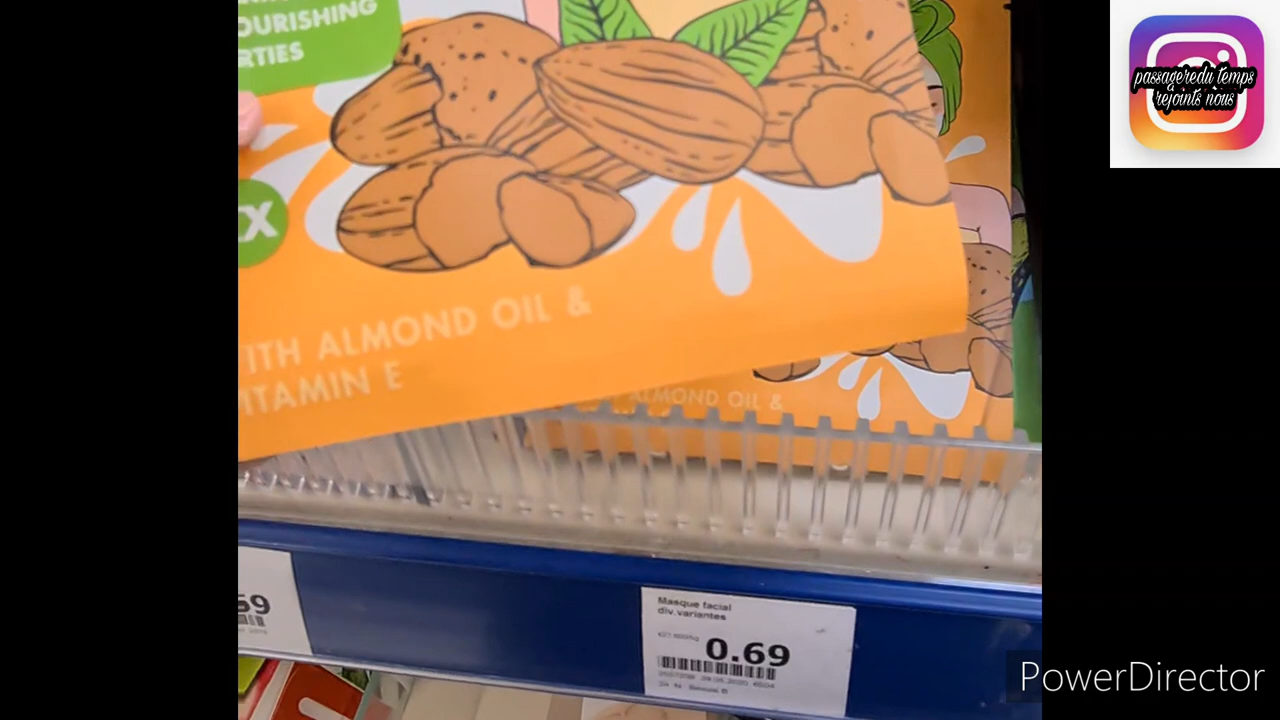 OURISHING
RTIES
X
ITH ALMOND OIL &
ITAMIN E
ALMOND OIL &
59
Masque facial
div. variantes
0.69
passageredu temps
rejoints nous
PowerDirector